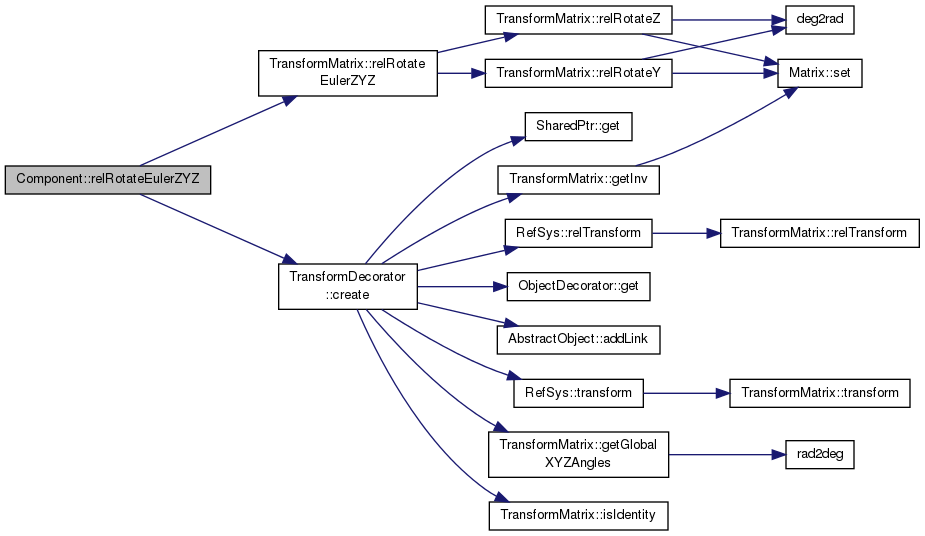 TransformMatrix::relRotateZ
deg2rad
TransformMatrix::relRotate
EulerZYZ
TransformMatrix::relRotateY
Matrix::set
SharedPtr::get
Component::relRotateEulerZYZ
TransformMatrix::getInv
RefSys::relTransform
TransformMatrix::relTransform
TransformDecorator
::create
ObjectDecorator::get
AbstractObject::addLink
RefSys::transform
TransformMatrix::transform
TransformMatrix::getGlobal
XYZAngles
rad2deg
TransformMatrix::isIdentity